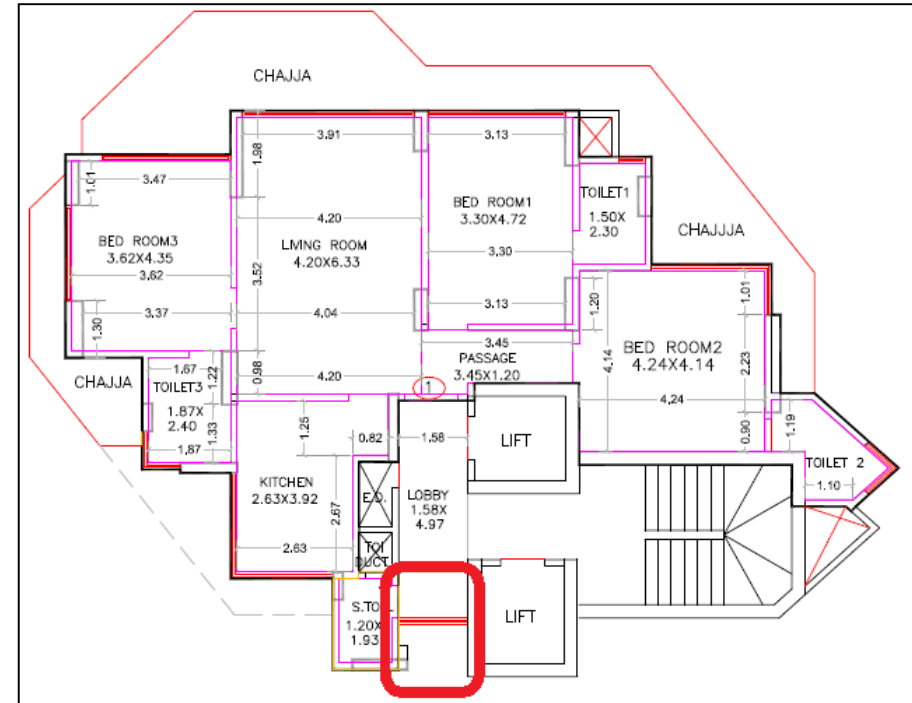 CHAJJA
3.91
3.13
1.98
1.01
3.47
TOILET1
1.50X
2.30
BED ROOM1
3.30X4.72
4.20
CHAJJJA
BED ROOM3
3.62X4.35
LIVING ROOM
4.20X6.33
3.62
3.52
3.30
1.01
1.20
3.13
3.37
4.04
1.30
3.45
PASSAGE
3.45X1.20
BED ROOM2
4.24X4.14
4.14
2.23
CHAJJA
1.67
1.22
0.98
4.20
TOILET3
1.87X
2.40
1
4.24
0.90
1.19
1.33
1.25
0.82
1.58
LIFT
1.87
TOILET 2
1.10
KITCHEN
2.63X3.92
2.67
E.D.
LOBBY
1.58X
4.97
2.63
TOI
DUCT
S.TOI
1.20X
1.93
LIFT